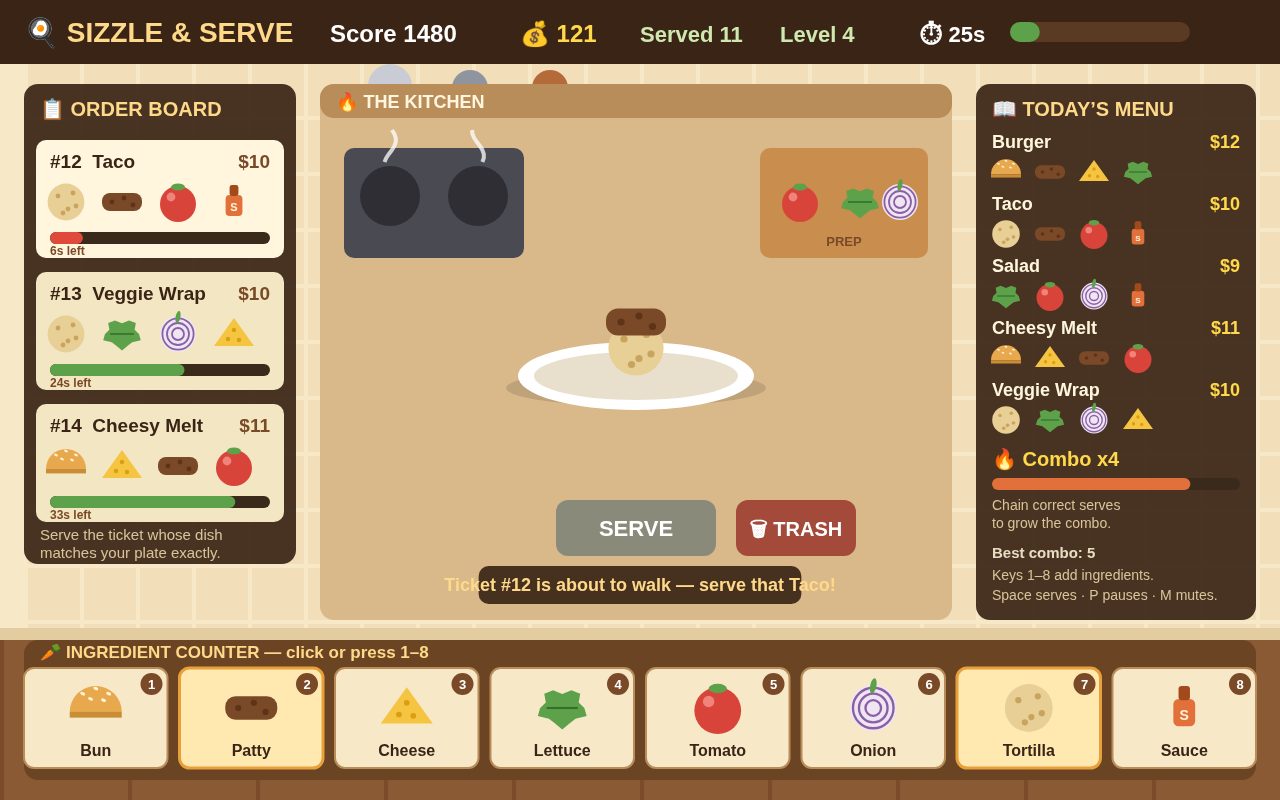 SIZZLE & SERVE
Score 1480
121
Served 11
Level 4
25s
ORDER BOARD
#12 Taco $10
S
6s left
#13 Veggie Wrap $10
24s left
#14 Cheesy Melt $11
33s left
Serve the ticket whose dish
matches your plate exactly.
THE KITCHEN
PREP
SERVE
TRASH
Ticket #12 is about to walk — serve that Taco!
TODAY’S MENU
Burger $12
Taco $10
S
Salad $9
S
Cheesy Melt $11
Veggie Wrap $10
Combo x4
Chain correct serves
to grow the combo.
Best combo: 5
Keys 1–8 add ingredients.
Space serves · P pauses · M mutes.
INGREDIENT COUNTER — click or press 1–8
1
Bun
2
Patty
3
Cheese
4
Lettuce
5
Tomato
6
Onion
7
Tortilla
8
S
Sauce